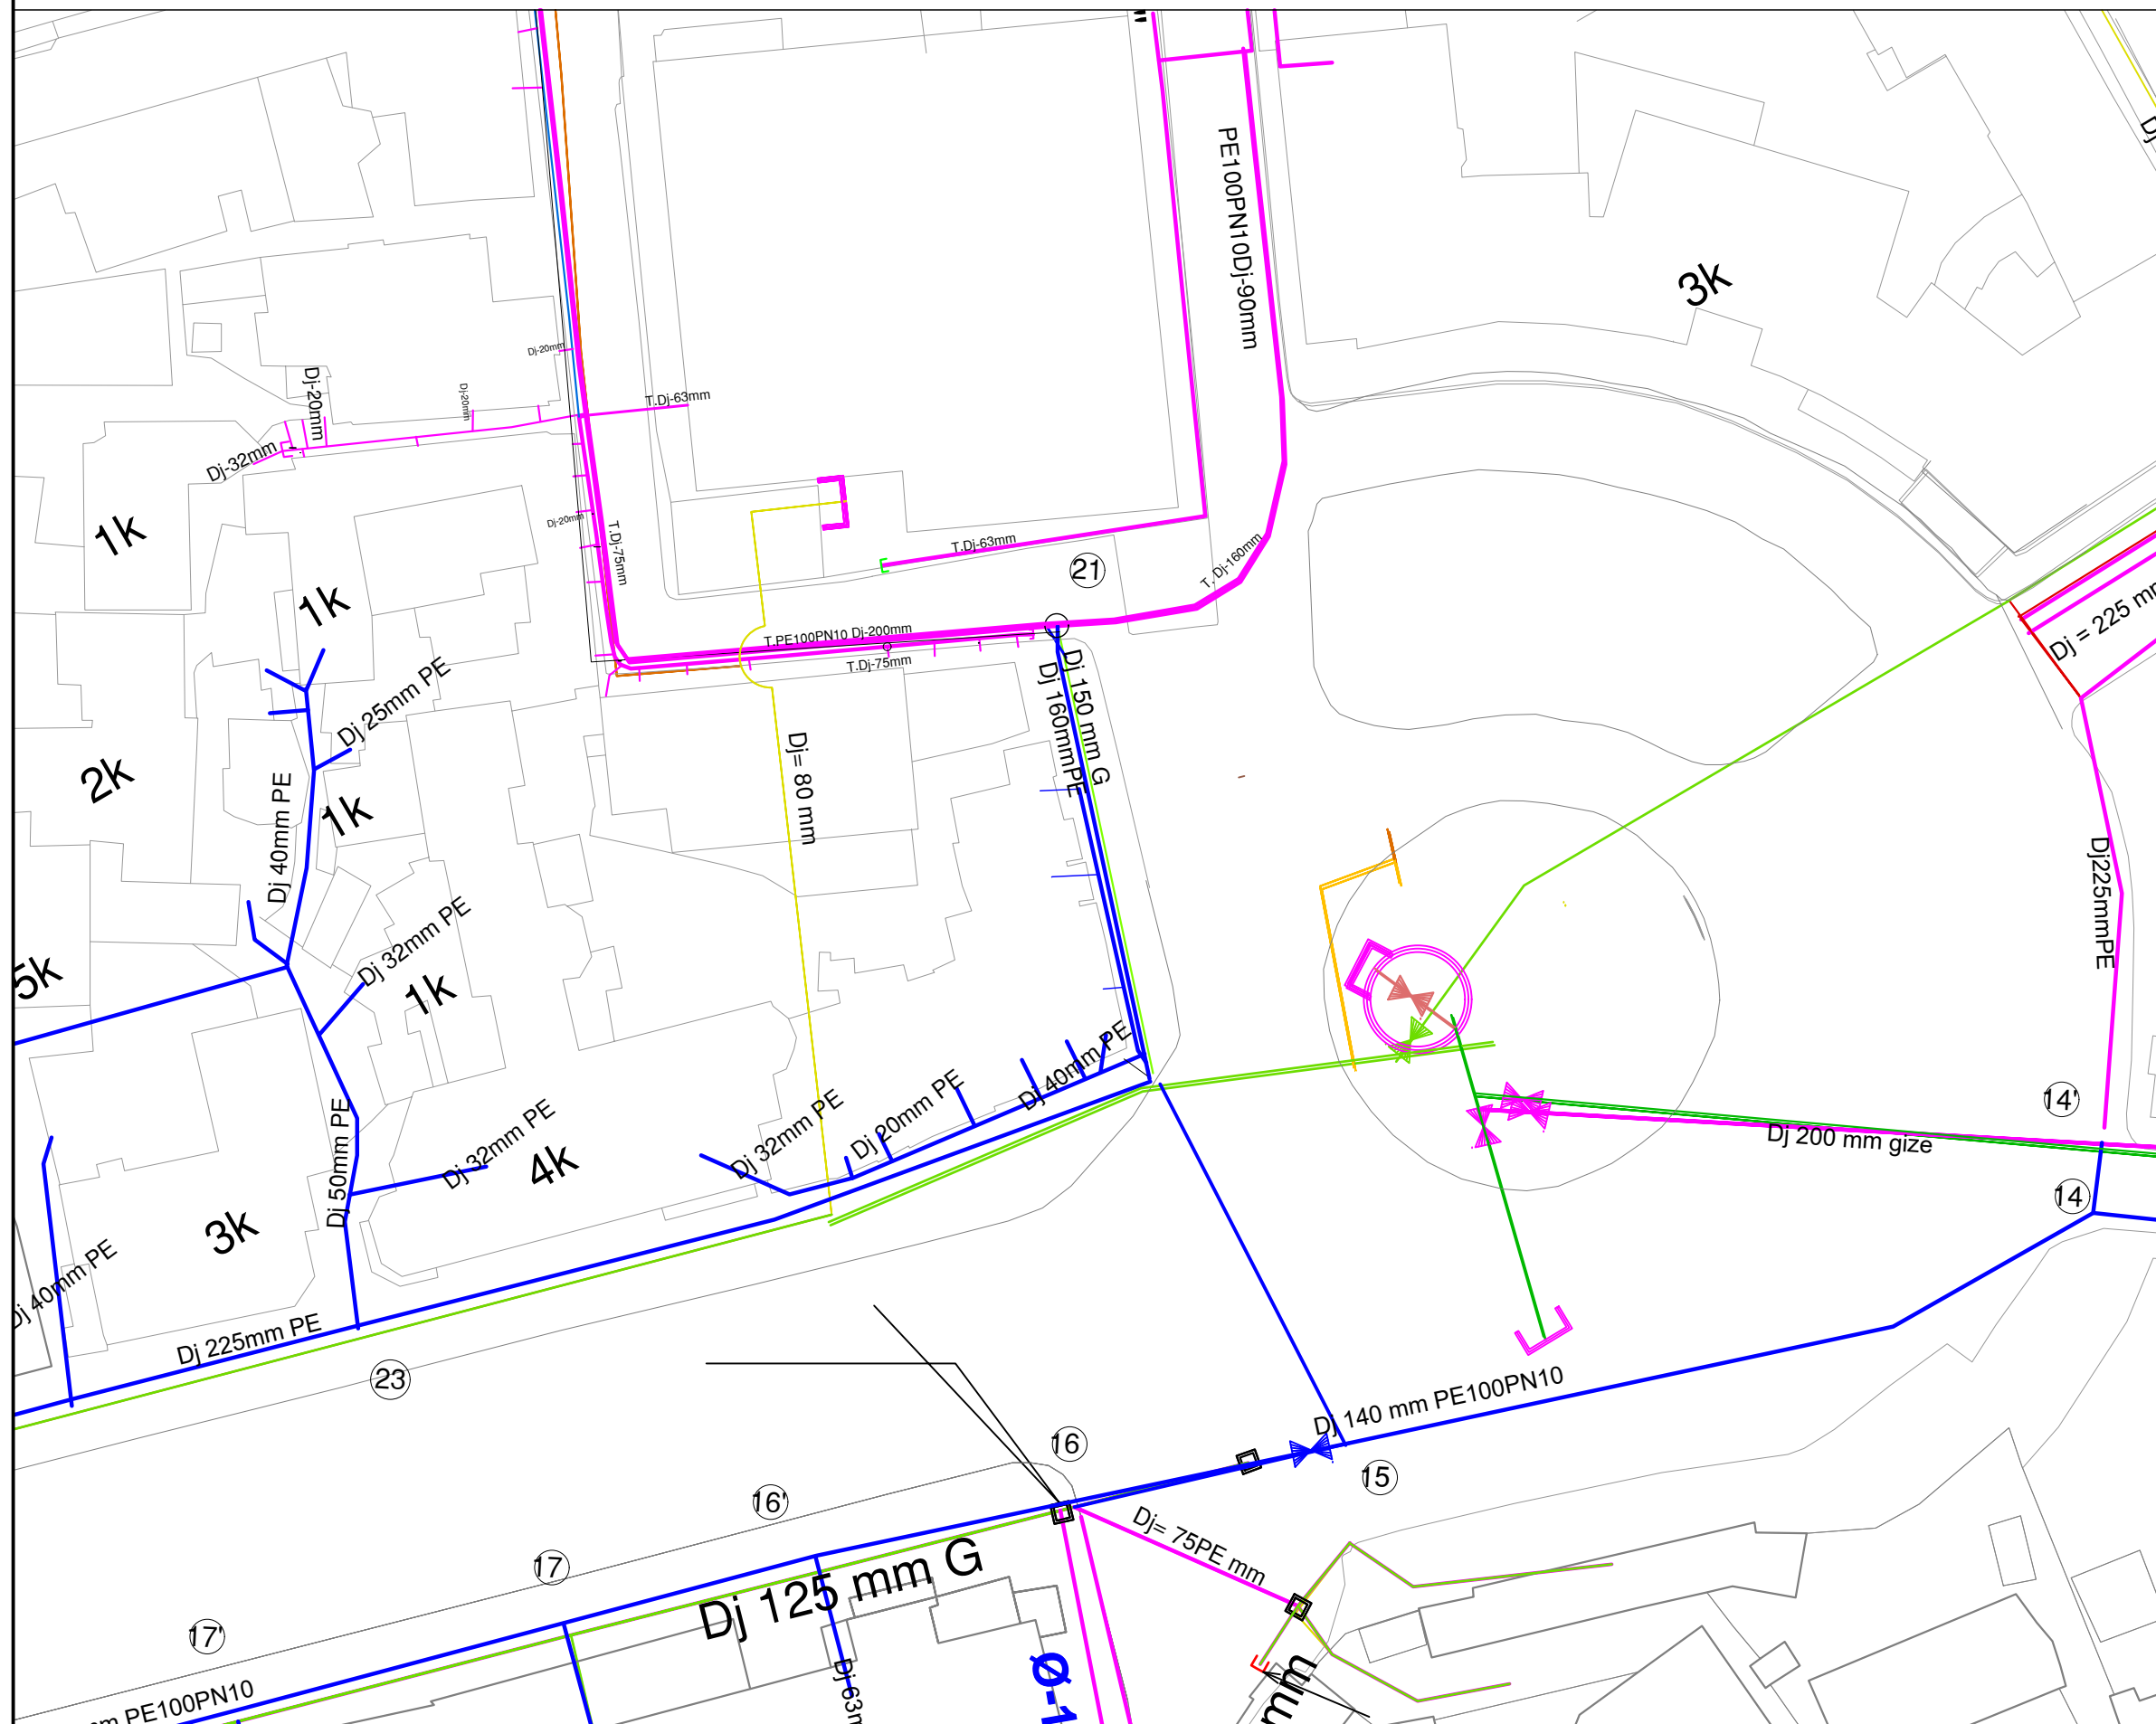 PE100PN10Dj-90mm
3k
Dj-20mm
Dj-20mm
Dj-20mm
T.Dj-63mm
Dj-32mm
1k
Dj-20mm
T.Dj-75mm
T.Dj-63mm
21
T. Dj-160mm
1k
T.PE100PN10 Dj-200mm
T.Dj-75mm
Dj 150 mm G
Dj 160mmPE
Dj = 225 mm
Dj 25mm PE
2k
Dj= 80 mm
Dj 40mm PE
1k
Dj225mmPE
Dj 32mm PE
5k
1k
Dj 40mm PE
14'
Dj 200 mm gize
Dj 20mm PE
Dj 32mm PE
Dj 32mm PE
4k
Dj 50mm PE
14
3k
Dj 40mm PE
Dj 225mm PE
23
Dj 140 mm PE100PN10
16
15
16'
Dj= 75PE mm
17
Dj 125 mm G
17'
Dj 63m
Ø-1
mm
mm PE100PN10